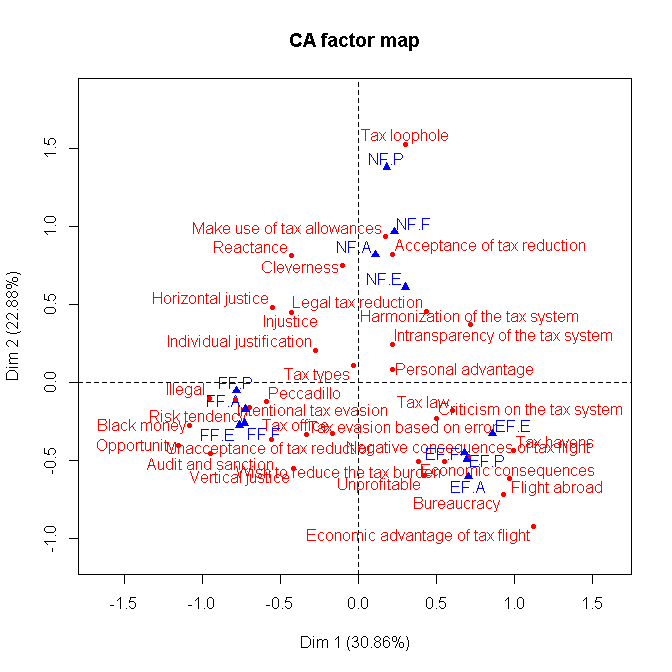 CA factor map
Tax loophole
NF.P
NF.F
Make use of tax allowances
NF.A
Acceptance of tax reduction
Reactance
Cleverness
NF.E
Horizontal justice
Legal tax reduction
Harmonization of the tax system
Injustice
Individual justification
Intransparency of the tax system
Tax types
Personal advantage
FF.P
Illegal
Peccadillo
FF.A
Tax law
Criticism on the tax system
Risk tendency
Intentional tax evasion
Black money
Tax office
Tax evasion based on error
EF.E
FF.E
FF.F
Opportunity
Unacceptance of tax reduction
Negative consequences of tax flight
Tax havens
EF.F
EF.P
Audit and sanction
Vertical justice
Wish to reduce the tax burden
Economic consequences
Unprofitable
EF.A
Flight abroad
Bureaucracy
Economic advantage of tax flight
1.5
1.0
0.5
0.0
-0.5
-1.0
Dim 2 (22.88%)
-1.5 -1.0 -0.5 0.0 0.5 1.0 1.5
Dim 1 (30.86%)